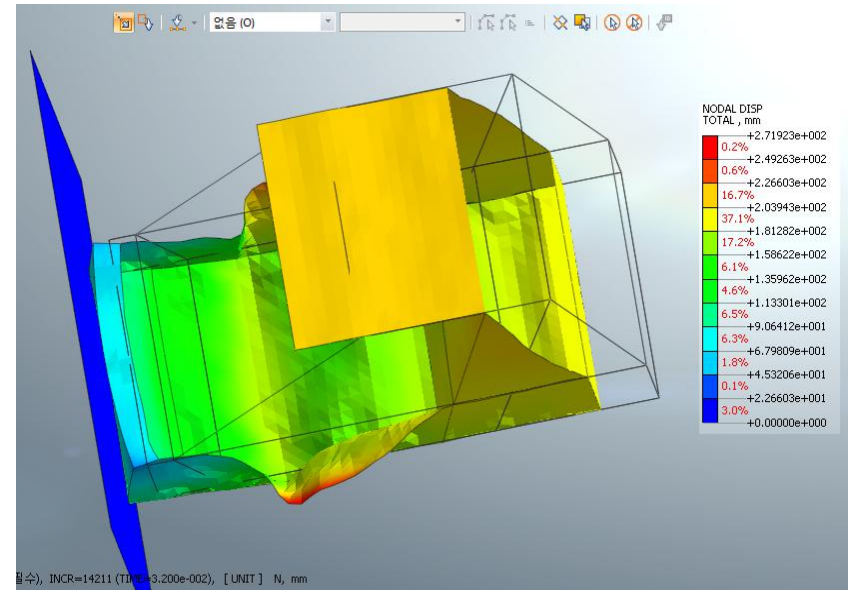 없음 (O)
NODAL DISP
TOTAL , mm
+2.71923e+002
0.2%
+2.49263e+002
0.6%
+2.26603e+002
16.7%
+2.03943e+002
37.1%
+1.81282e+002
17.2%
+1.58622e+002
6.1%
+1.35962e+002
4.6%
+1.13301e+002
6.5%
+9.06412e+001
6.3%
+6.79809e+001
1.8%
+4.53206e+001
0.1%
+2.26603e+001
3.0%
+0.00000e+000
필수), INCR=14211 (TIME=3.200e-002), [ UNIT ] N, mm